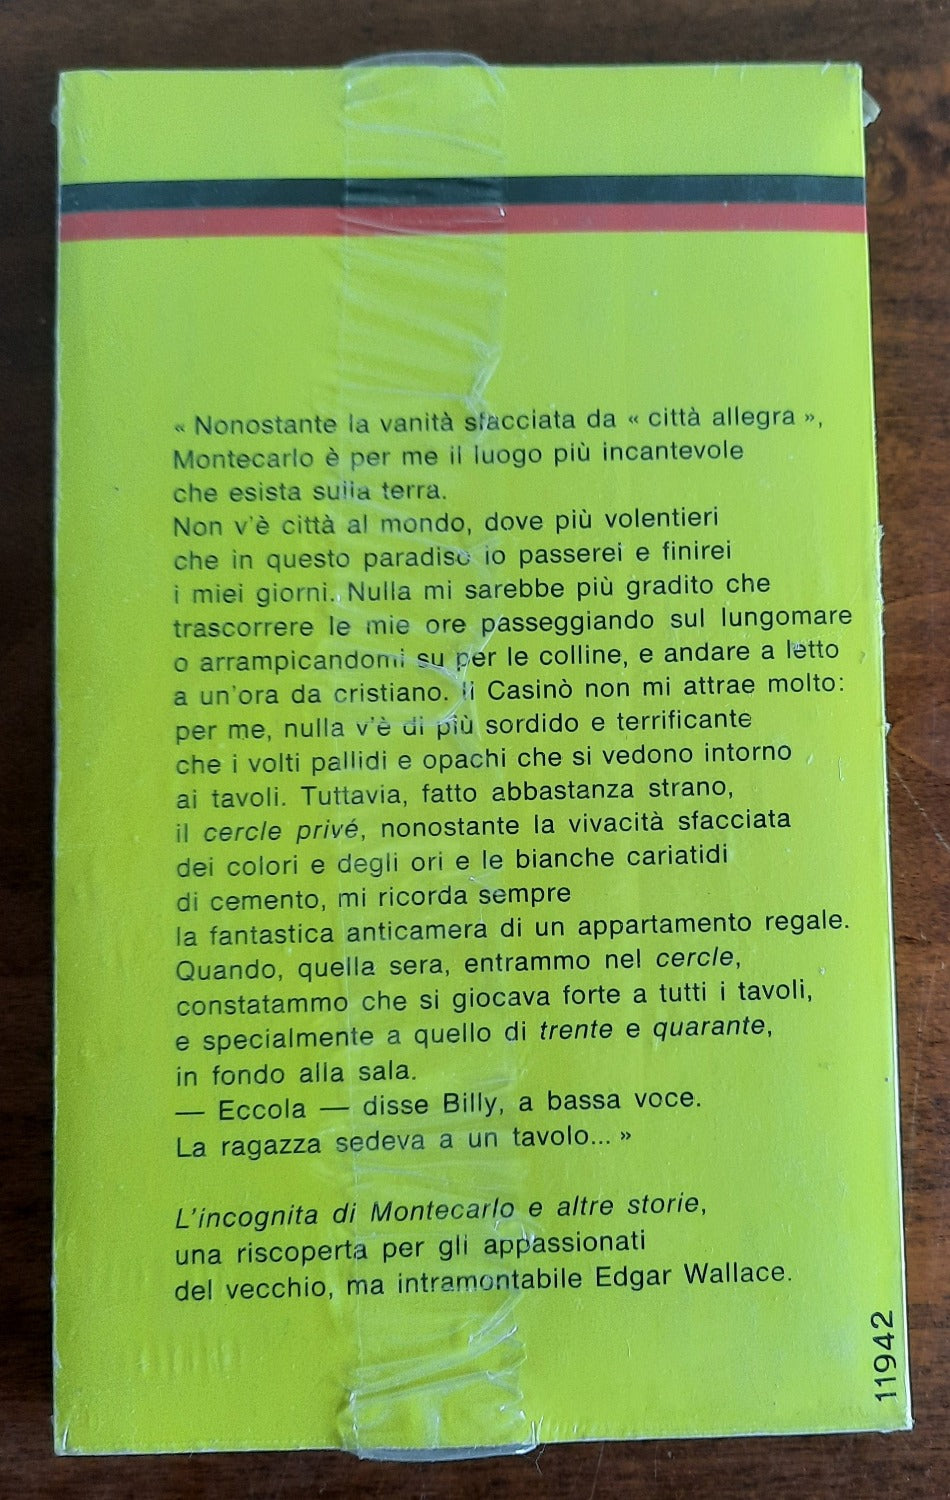 « Nonostante la vanità sfacciata da « città allegra »,
Montecarlo è per me il luogo più incantevole
che esista sulla terra.
Non v'è città al mondo, dove più volentieri
che in questo paradiso io passerei e finirei
i miei giorni. Nulla mi sarebbe più gradito che
trascorrere le mie ore passeggiando sul lungomare
o arrampicandomi su per le colline, e andare a letto
a un'ora da cristiano. Il Casinò non mi attrae molto:
per me, nulla v'è di più sordido e terrificante
che i volti pallidi e opachi che si vedono intorno
ai tavoli. Tuttavia, fatto abbastanza strano,
il cercle privé, nonostante la vivacità sfacciata
dei colori e degli ori e le bianche cariatidi
di cemento, mi ricorda sempre
la fantastica anticamera di un appartamento regale.
Quando, quella sera, entrammo nel cercle,
constatammo che si giocava forte a tutti i tavoli,
e specialmente a quello di trente e quarante,
in fondo alla sala.
— Eccola — disse Billy, a bassa voce.
La ragazza sedeva a un tavolo... »
L'incognita di Montecarlo e altre storie,
una riscoperta per gli appassionati
del vecchio, ma intramontabile Edgar Wallace.
11942